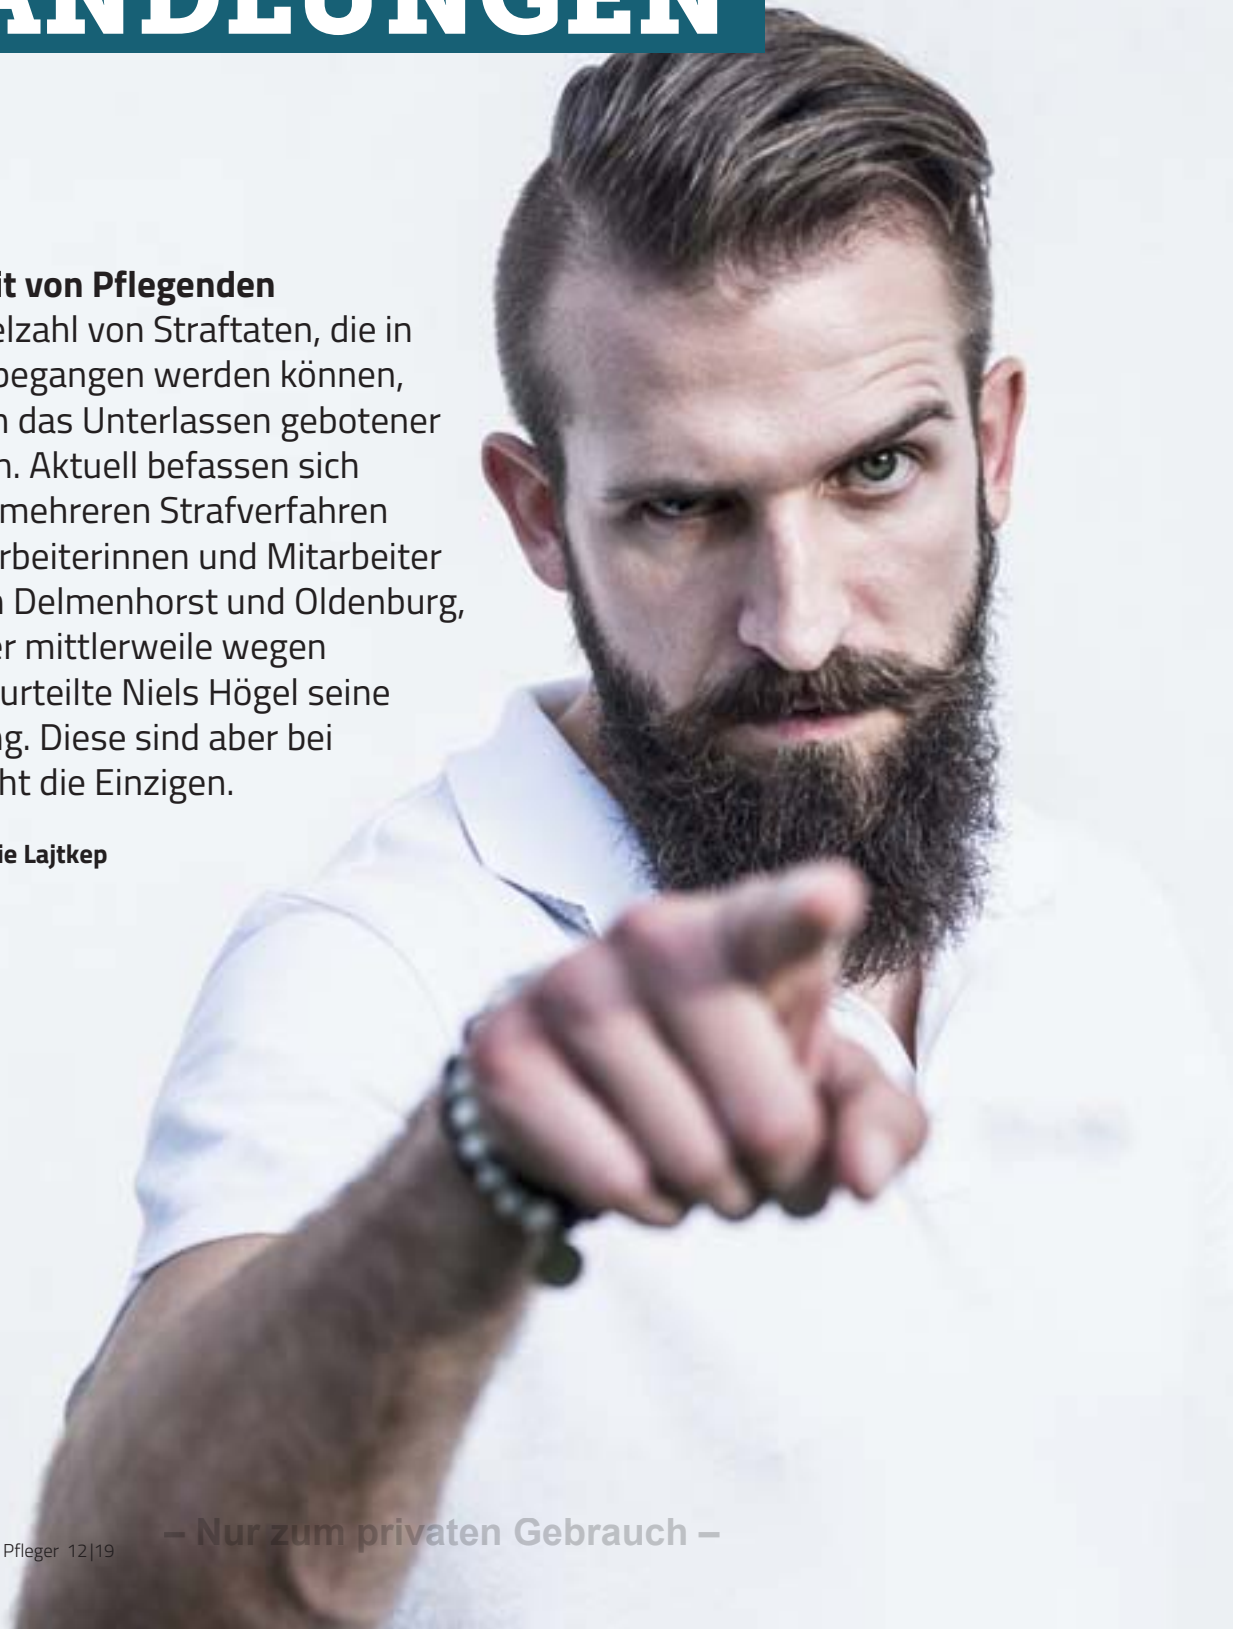 ANDLUNGEN
it von Pflegenden
elzahl von Straftaten, die in
begangen werden können,
n das Unterlassen gebotener
n. Aktuell befassen sich
mehreren Strafverfahren
rbeiterinnen und Mitarbeiter
n Delmenhorst und Oldenburg,
er mittlerweile wegen
urteilte Niels Högel seine
ng. Diese sind aber bei
ht die Einzigen.
ie Lajtkep
– Nur zum privaten Gebrauch –
Pfleger 12|19